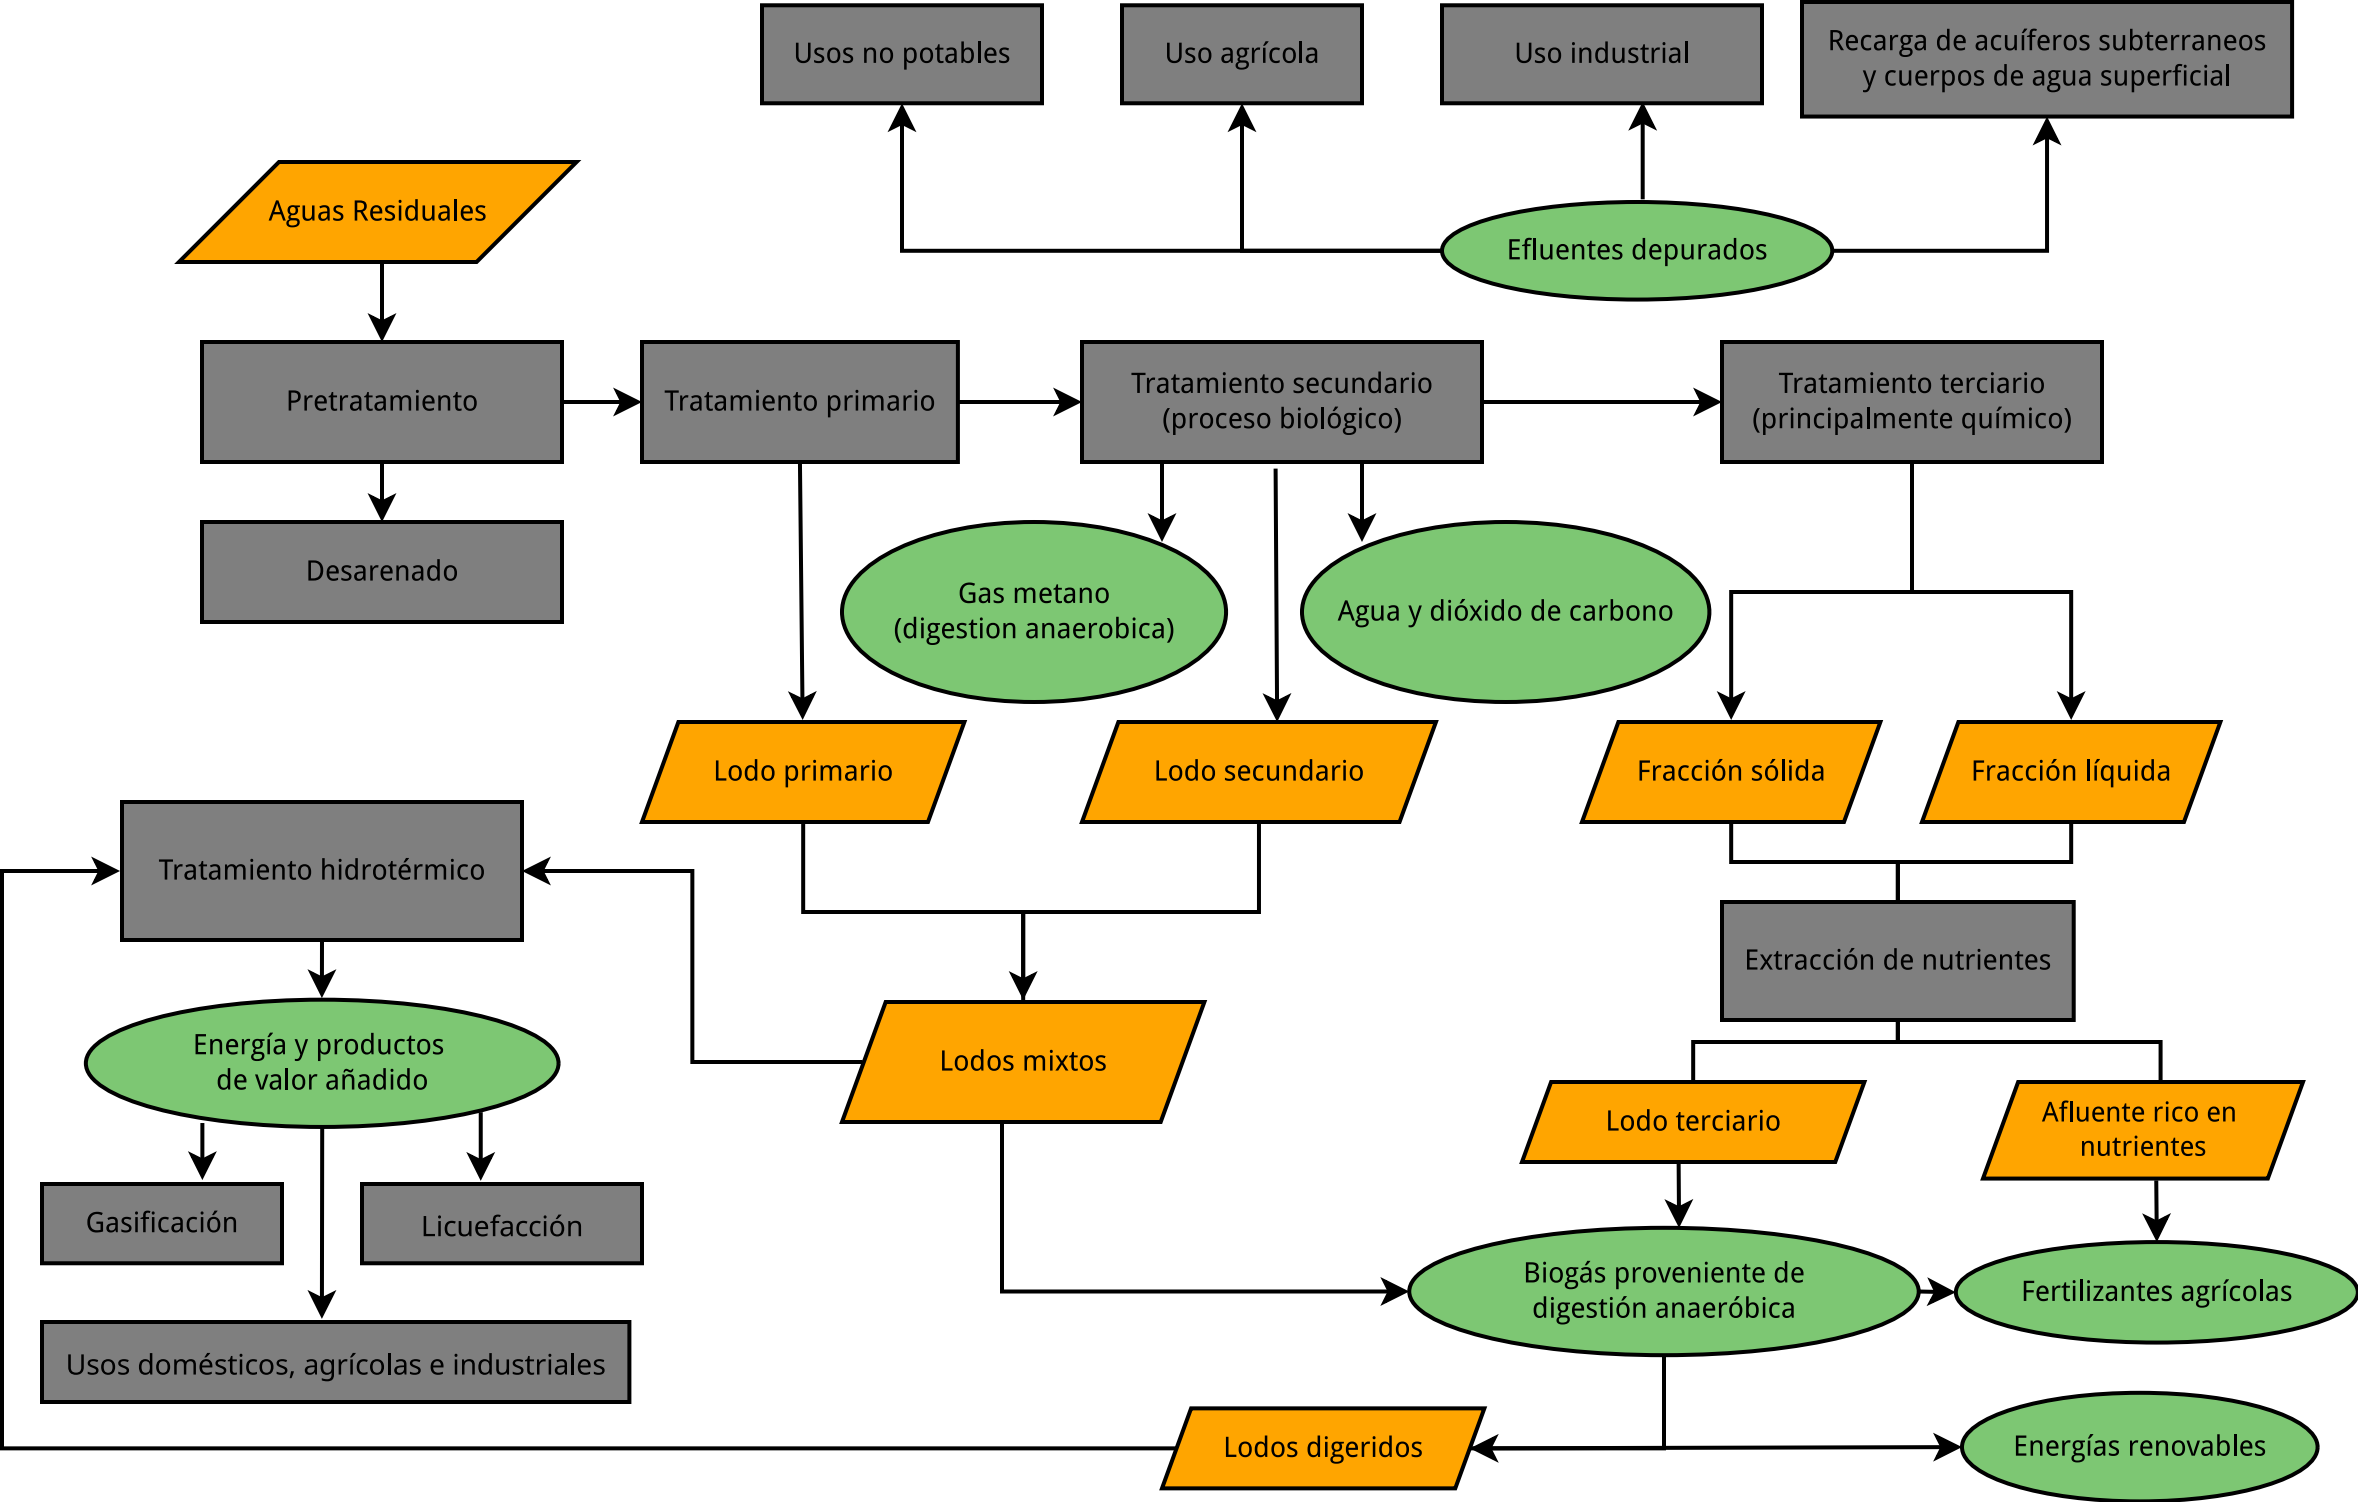 Usos no potables
Uso agrícola
Uso industrial
Recarga de acuíferos subterraneos
y cuerpos de agua superficial
Aguas Residuales
Efluentes depurados
Pretratamiento
Tratamiento primario
Tratamiento secundario
(proceso biológico)
Tratamiento terciario
(principalmente químico)
Desarenado
Gas metano
(digestion anaerobica)
Agua y dióxido de carbono
Lodo primario
Lodo secundario
Fracción sólida
Fracción líquida
Tratamiento hidrotérmico
Extracción de nutrientes
Energía y productos
de valor añadido
Lodos mixtos
Lodo terciario
Afluente rico en
nutrientes
Gasificación
Licuefacción
Biogás proveniente de
digestión anaeróbica
Fertilizantes agrícolas
Usos domésticos, agrícolas e industriales
Lodos digeridos
Energías renovables